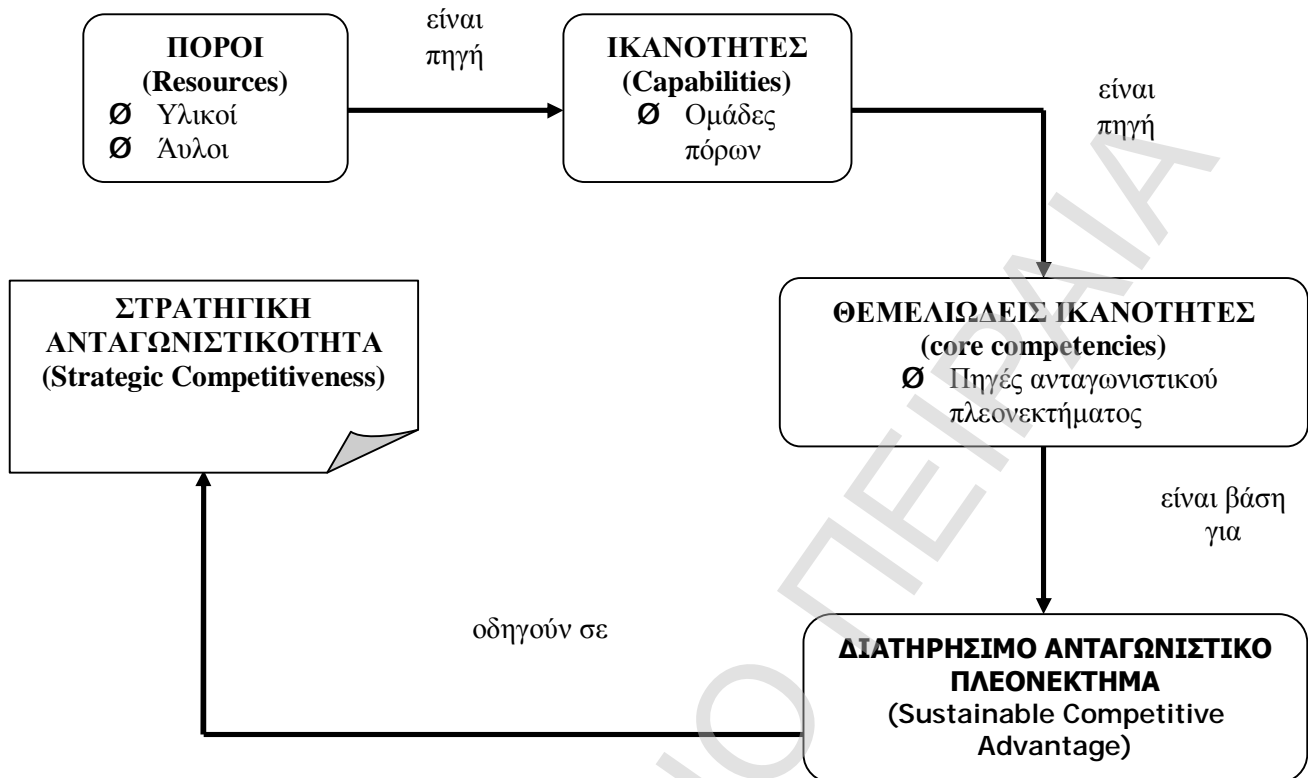 ΠΟΡΟΙ
(Resources)
Ø Υλικοί
Ø Άυλοι
είναι
πηγή
ΙΚΑΝΟΤΗΤΕΣ
(Capabilities)
Ø Ομάδες
πόρων
είναι
πηγή
ΘΕΜΕΛΙΩΔΕΙΣ ΙΚΑΝΟΤΗΤΕΣ
(core competencies)
Ø Πηγές ανταγωνιστικού
πλεονεκτήματος
είναι βάση
για
ΔΙΑΤΗΡΗΣΙΜΟ ΑΝΤΑΓΩΝΙΣΤΙΚΟ
ΠΛΕΟΝΕΚΤΗΜΑ
(Sustainable Competitive
Advantage)
οδηγούν σε
ΣΤΡΑΤΗΓΙΚΗ
ΑΝΤΑΓΩΝΙΣΤΙΚΟΤΗΤΑ
(Strategic Competitiveness)
ΠΕΙΡΑΙΑ